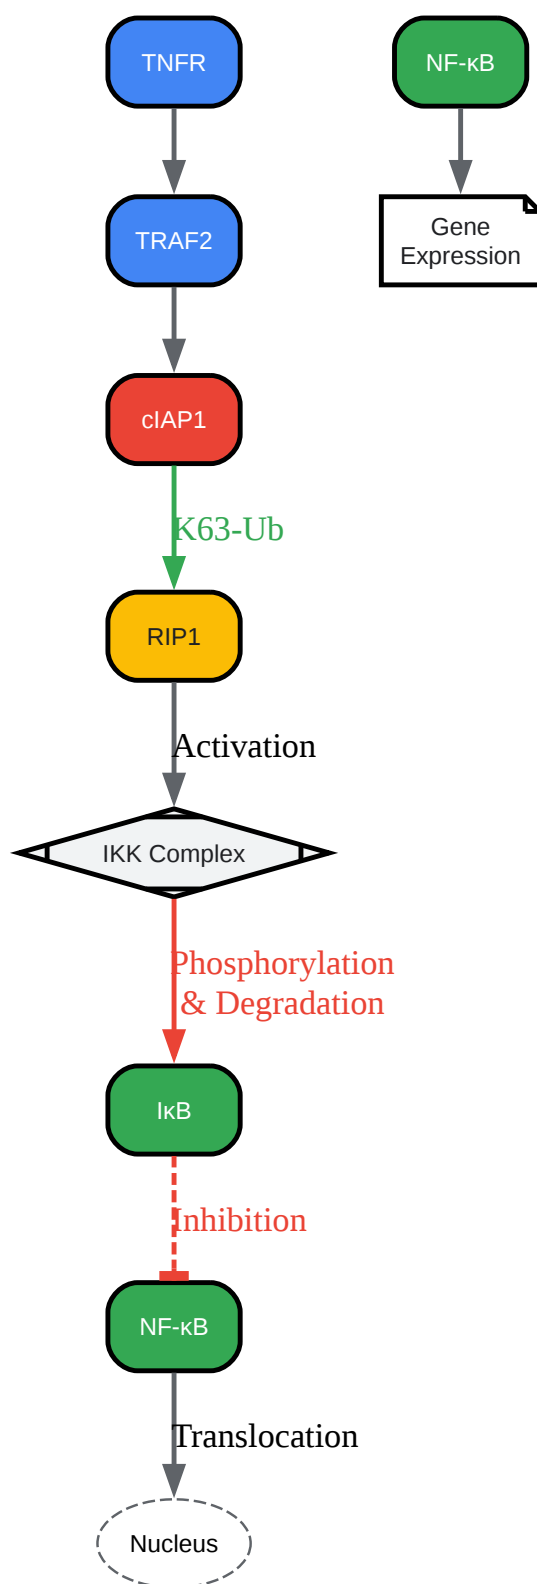 TNFR
NF-κB
TRAF2
Gene
Expression
cIAP1
K63-Ub
RIP1
Activation
IKK Complex
Phosphorylation
& Degradation
IκB
Inhibition
NF-κB
Translocation
Nucleus